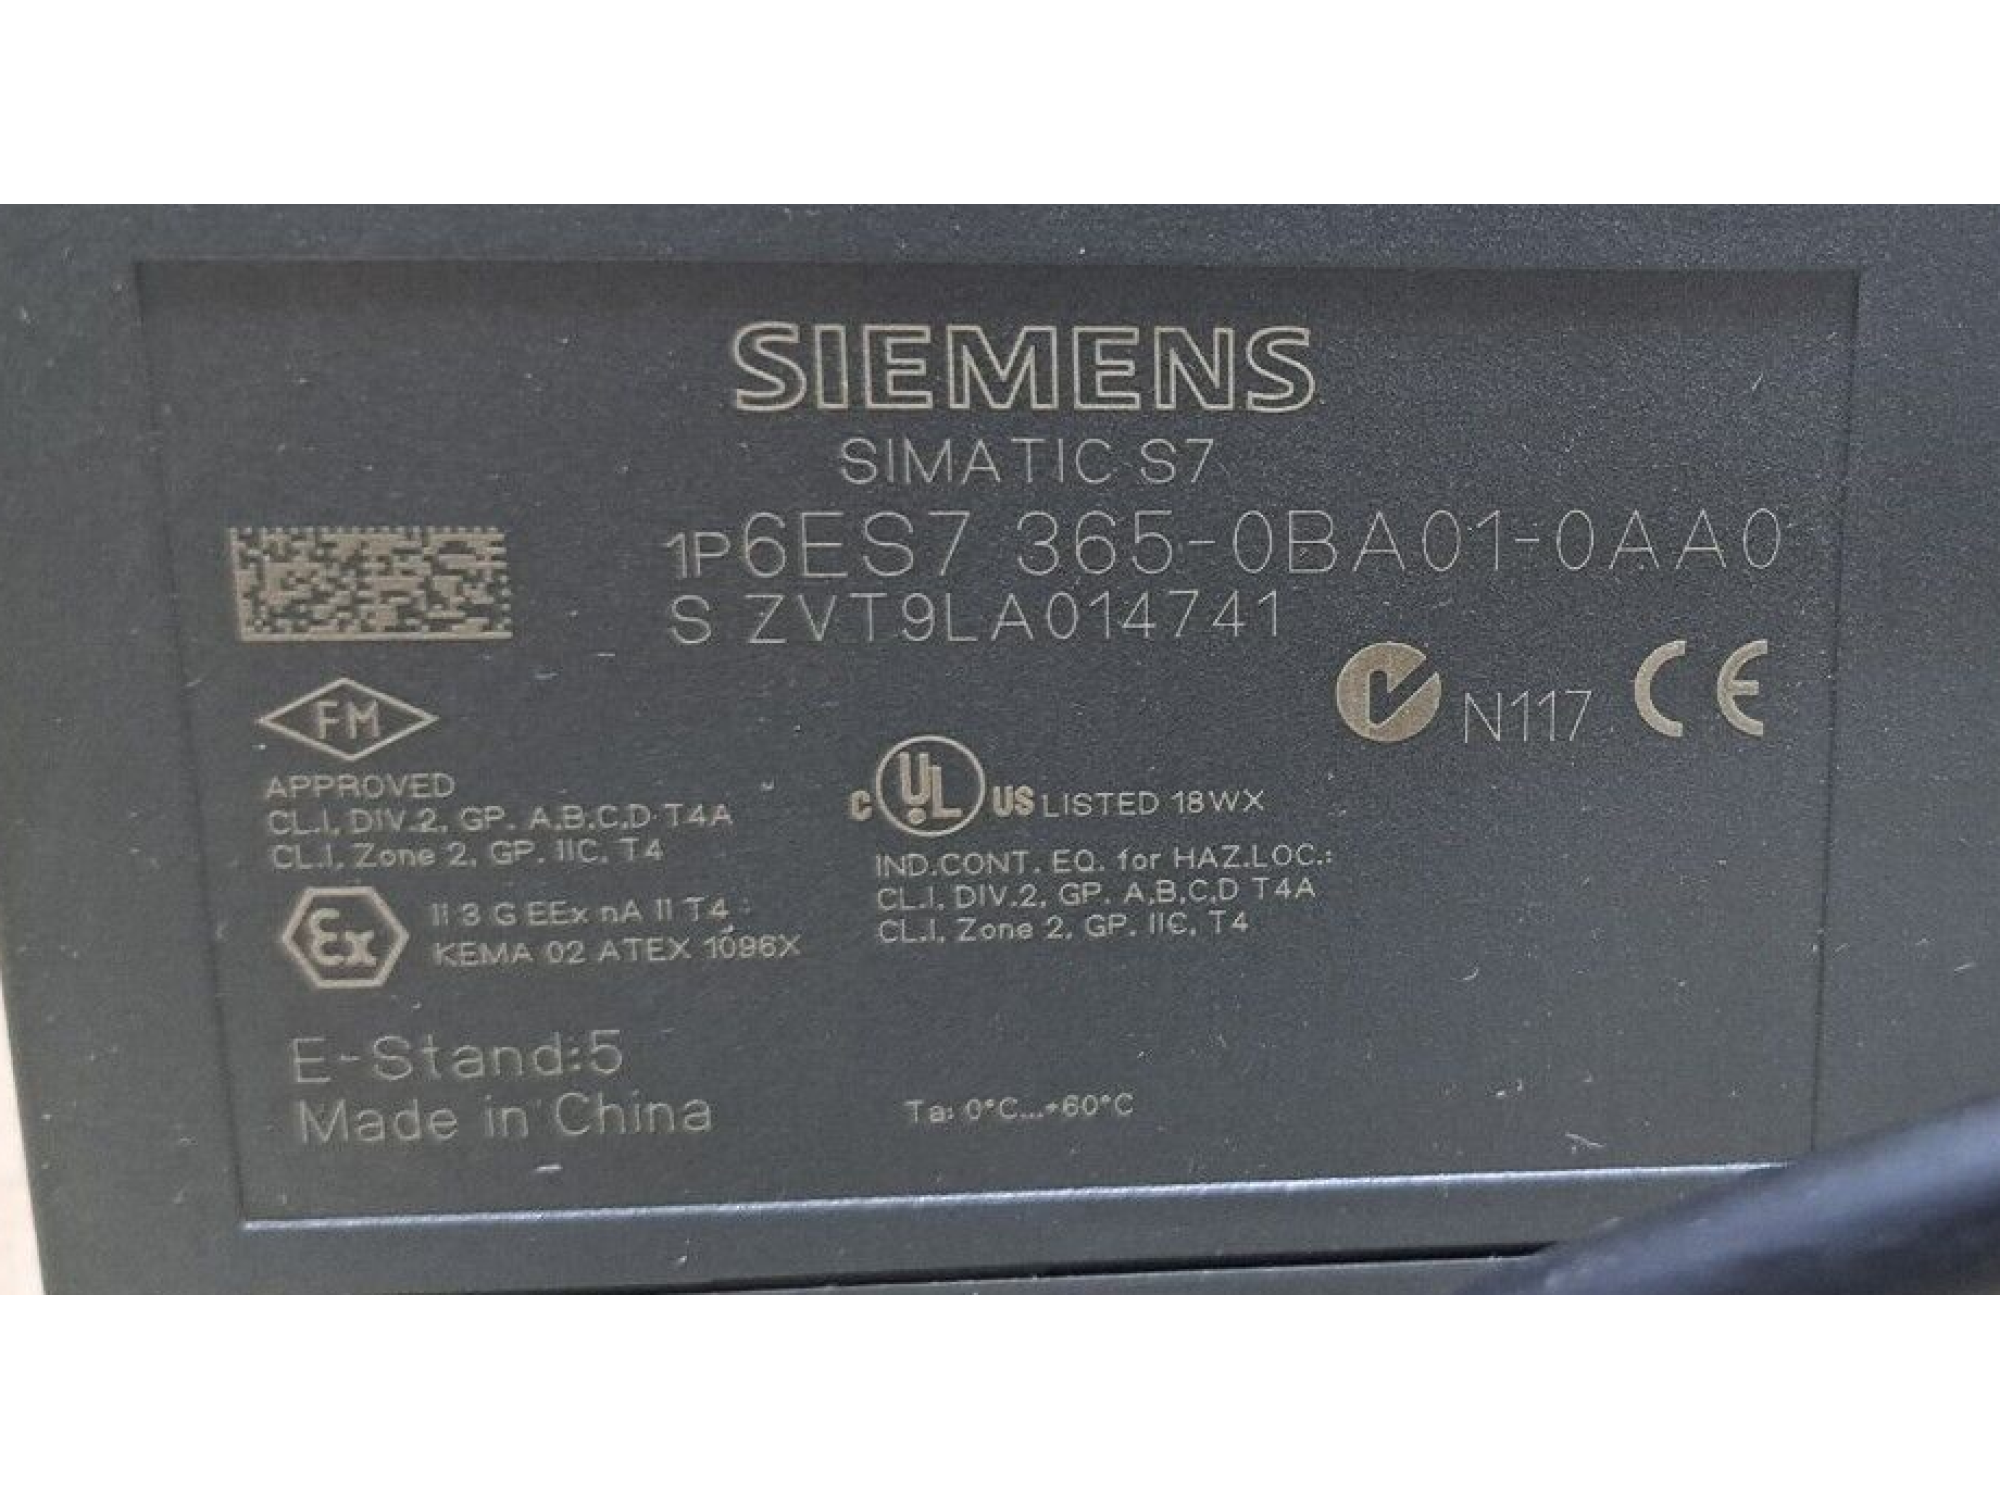 SIEMENS
SIMATIC S7
1P 6ES7 365-0BA01-0AA0
S ZVT9LA014741
N117 CE
FM
APPROVED
CL.I, DIV.2, GP. A,B,C,D T4A
CL.I, Zone 2, GP. IIC, T4
Ex
II 3 G EEx nA II T4
KEMA 02 ATEX 1096X
C UL US LISTED 18WX
IND.CONT. EQ. for HAZ.LOC.:
CL.I, DIV.2, GP. A,B,C,D T4A
CL.I, Zone 2, GP. IIC, T4
E-Stand:5
Made in China
Ta: 0°C...+60°C